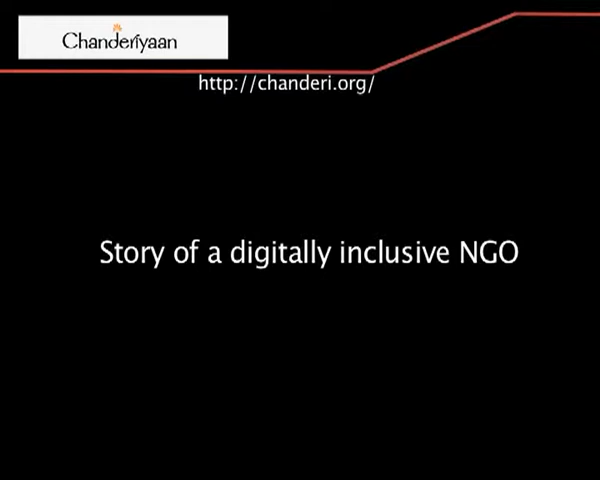 Chanderiyaan
http://chanderi.org/
Story of a digitally inclusive NGO